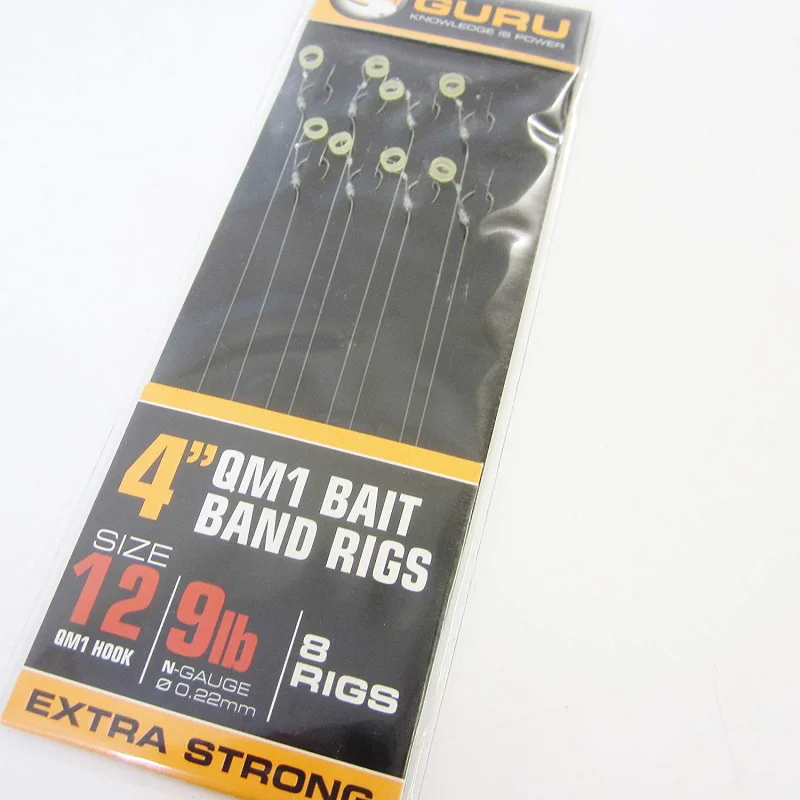 GURU
KNOWLEDGE IS POWER
4" QM1 BAIT
BAND RIGS
SIZE
12
QM1 HOOK
9lb
N-GAUGE
Ø 0.22mm
8
RIGS
EXTRA STRONG